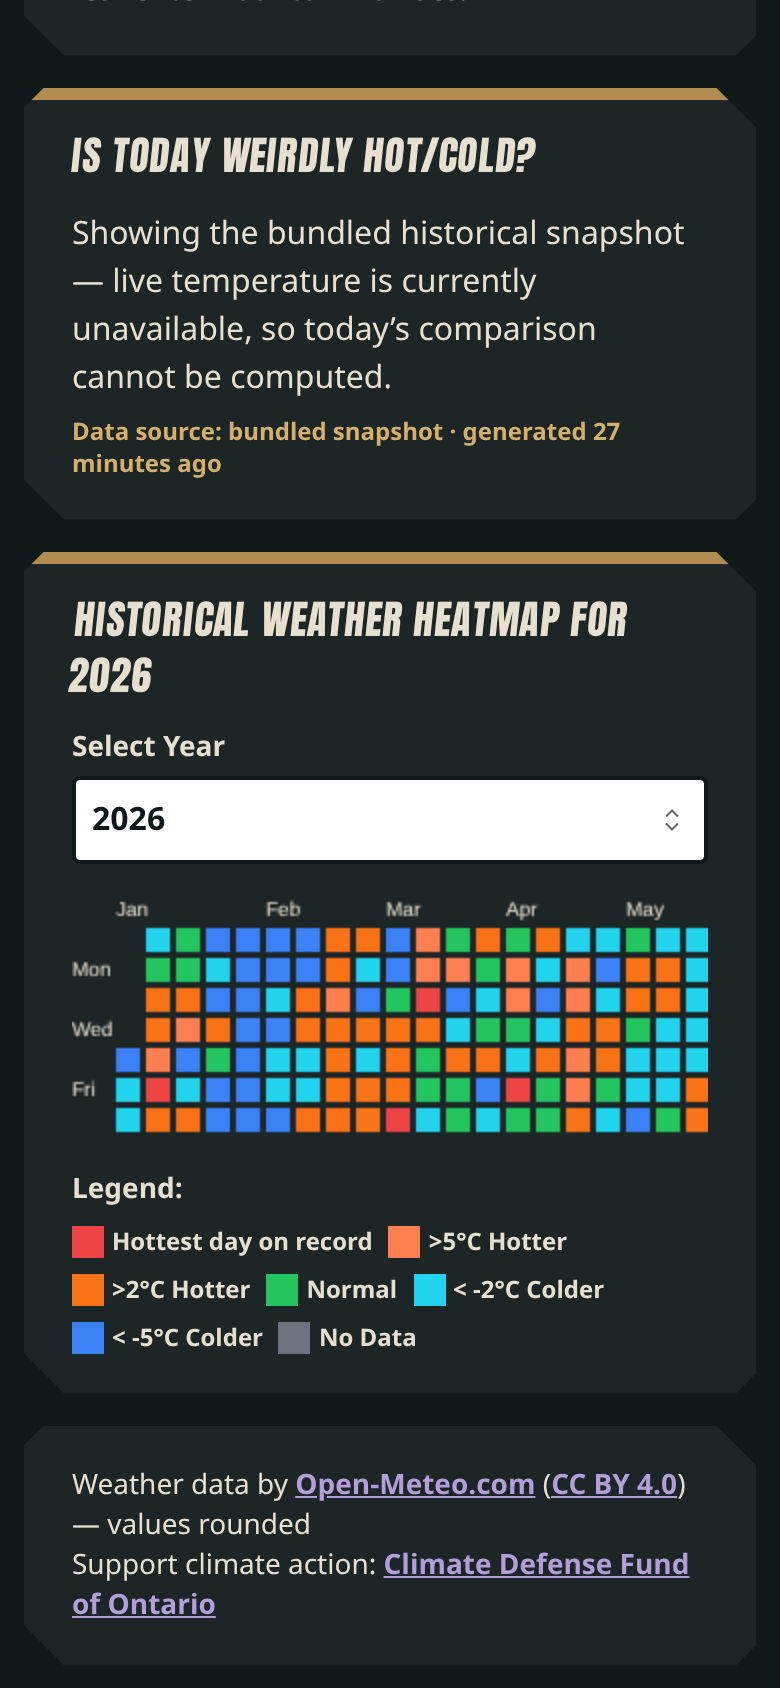 IS TODAY WEIRDLY HOT/COLD?
Showing the bundled historical snapshot
— live temperature is currently
unavailable, so today’s comparison
cannot be computed.
Data source: bundled snapshot · generated 27
minutes ago
HISTORICAL WEATHER HEATMAP FOR
2026
Select Year
2026
Jan Feb Mar Apr May
Mon
Wed
Fri
Legend:
Hottest day on record >5°C Hotter
>2°C Hotter Normal < -2°C Colder
< -5°C Colder No Data
Weather data by Open-Meteo.com (CC BY 4.0)
— values rounded
Support climate action: Climate Defense Fund
of Ontario